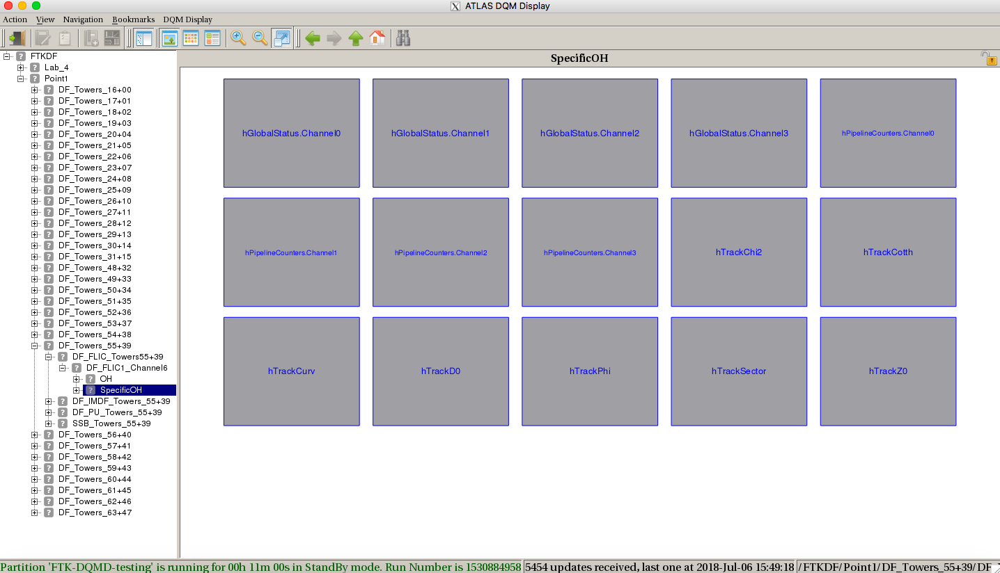 ATLAS DQM Display
Action View Navigation Bookmarks DQM Display
SpecificOH
FTKDF
Lab_4
Point1
DF_Towers_16+00
DF_Towers_17+01
DF_Towers_18+02
DF_Towers_19+03
DF_Towers_20+04
DF_Towers_21+05
DF_Towers_22+06
DF_Towers_23+07
DF_Towers_24+08
DF_Towers_25+09
DF_Towers_26+10
DF_Towers_27+11
DF_Towers_28+12
DF_Towers_29+13
DF_Towers_30+14
DF_Towers_31+15
DF_Towers_48+32
DF_Towers_49+33
DF_Towers_50+34
DF_Towers_51+35
DF_Towers_52+36
DF_Towers_53+37
DF_Towers_54+38
DF_Towers_55+39
DF_FLIC_Towers55+39
DF_FLIC1_Channel6
OH
SpecificOH
DF_IMDF_Towers_55+39
DF_PU_Towers_55+39
SSB_Towers_55+39
DF_Towers_56+40
DF_Towers_57+41
DF_Towers_58+42
DF_Towers_59+43
DF_Towers_60+44
DF_Towers_61+45
DF_Towers_62+46
DF_Towers_63+47
hGlobalStatus.Channel0 hGlobalStatus.Channel1 hGlobalStatus.Channel2 hGlobalStatus.Channel3 hPipelineCounters.Channel0
hPipelineCounters.Channel1 hPipelineCounters.Channel2 hPipelineCounters.Channel3 hTrackChi2 hTrackCotth
hTrackCurv hTrackD0 hTrackPhi hTrackSector hTrackZ0
Partition 'FTK-DQMD-testing' is running for 00h 11m 00s in StandBy mode. Run Number is 1530884958 5454 updates received, last one at 2018-Jul-06 15:49:18 /FTKDF/Point1/DF_Towers_55+39/DF_